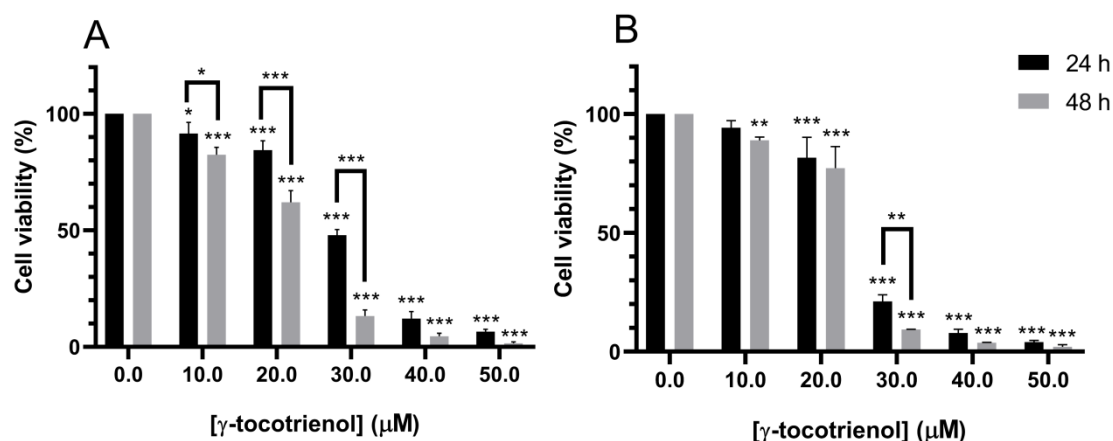 A
Cell viability (%)
100
50
0
* *** ***
* *** *** *** *** *** *** *** *** ***
0.0 10.0 20.0 30.0 40.0 50.0
[γ-tocotrienol] (μM)
B
24 h
48 h
Cell viability (%)
100
50
0
**
** *** *** *** *** *** *** *** ***
0.0 10.0 20.0 30.0 40.0 50.0
[γ-tocotrienol] (μM)